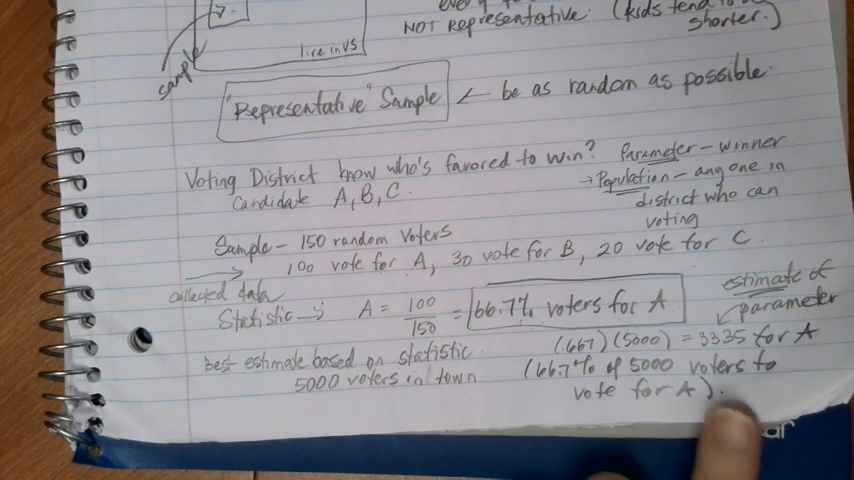 NOT Representative. (kids tend to
shorter.)
live in VS
sample
"Representative" Sample ← be as random as possible.
Voting District know who's favored to win?
Candidate A, B, C.
Parameter - winner
→ Population - anyone in
district who can
voting
Sample - 150 random voters
100 vote for A, 30 vote for B, 20 vote for C.
collected data
Statistic → A = 100/150 = 66.7% voters for A
estimate of
parameter
Best estimate based on statistic
5000 voters in town
(.667)(5000) = 3335 for A
(66.7% of 5000 voters to
vote for A).